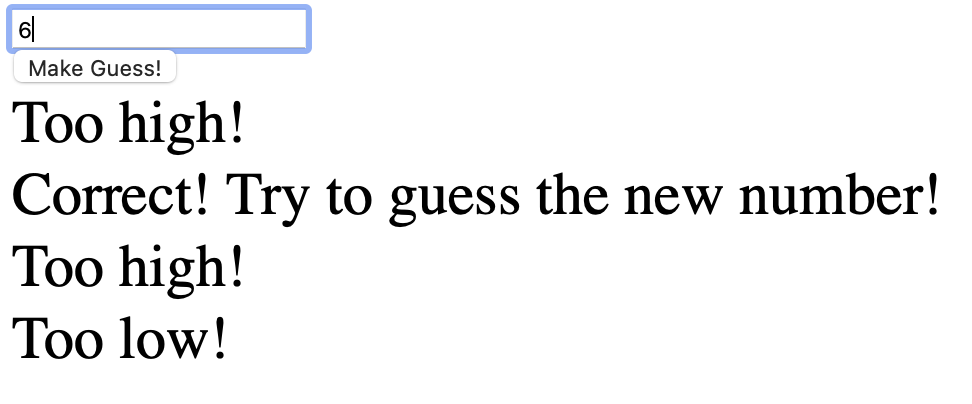 6
Make Guess!
Too high!
Correct! Try to guess the new number!
Too high!
Too low!